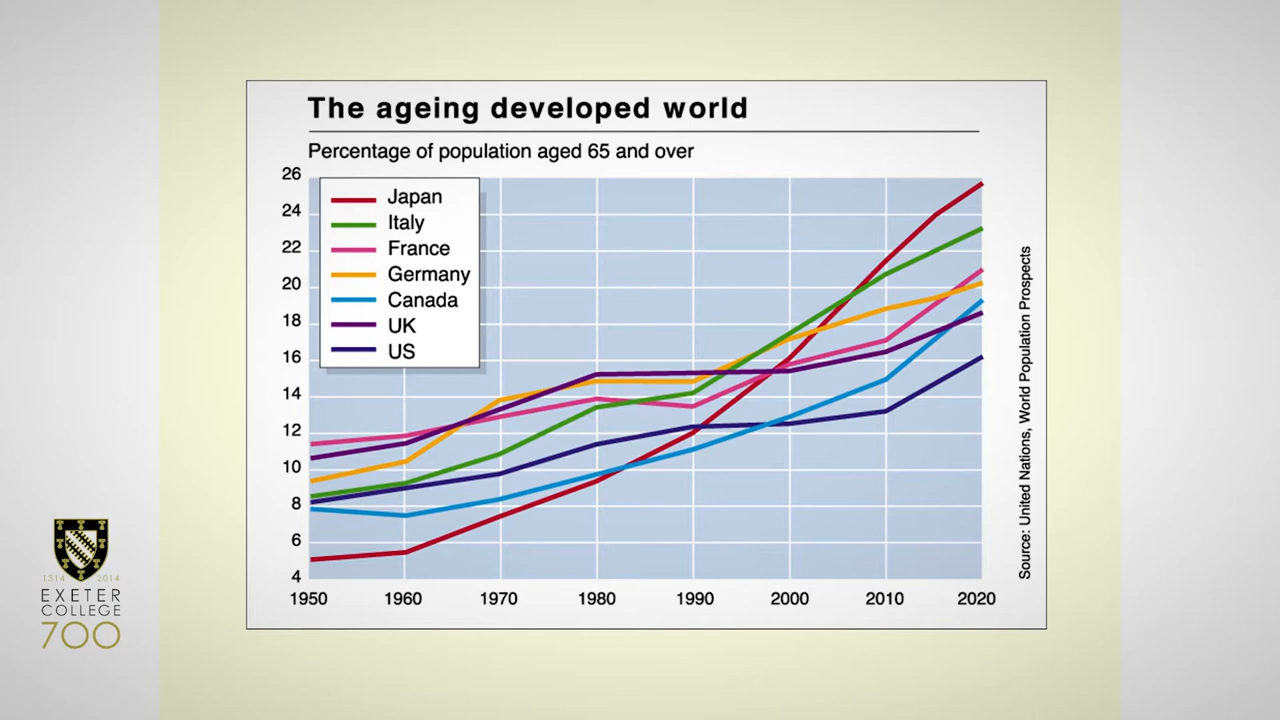 The ageing developed world
Percentage of population aged 65 and over
26
24
22
20
18
16
14
12
10
8
6
4
Japan
Italy
France
Germany
Canada
UK
US
1950 1960 1970 1980 1990 2000 2010 2020
Source: United Nations, World Population Prospects
1314 2014
EXETER
COLLEGE
700